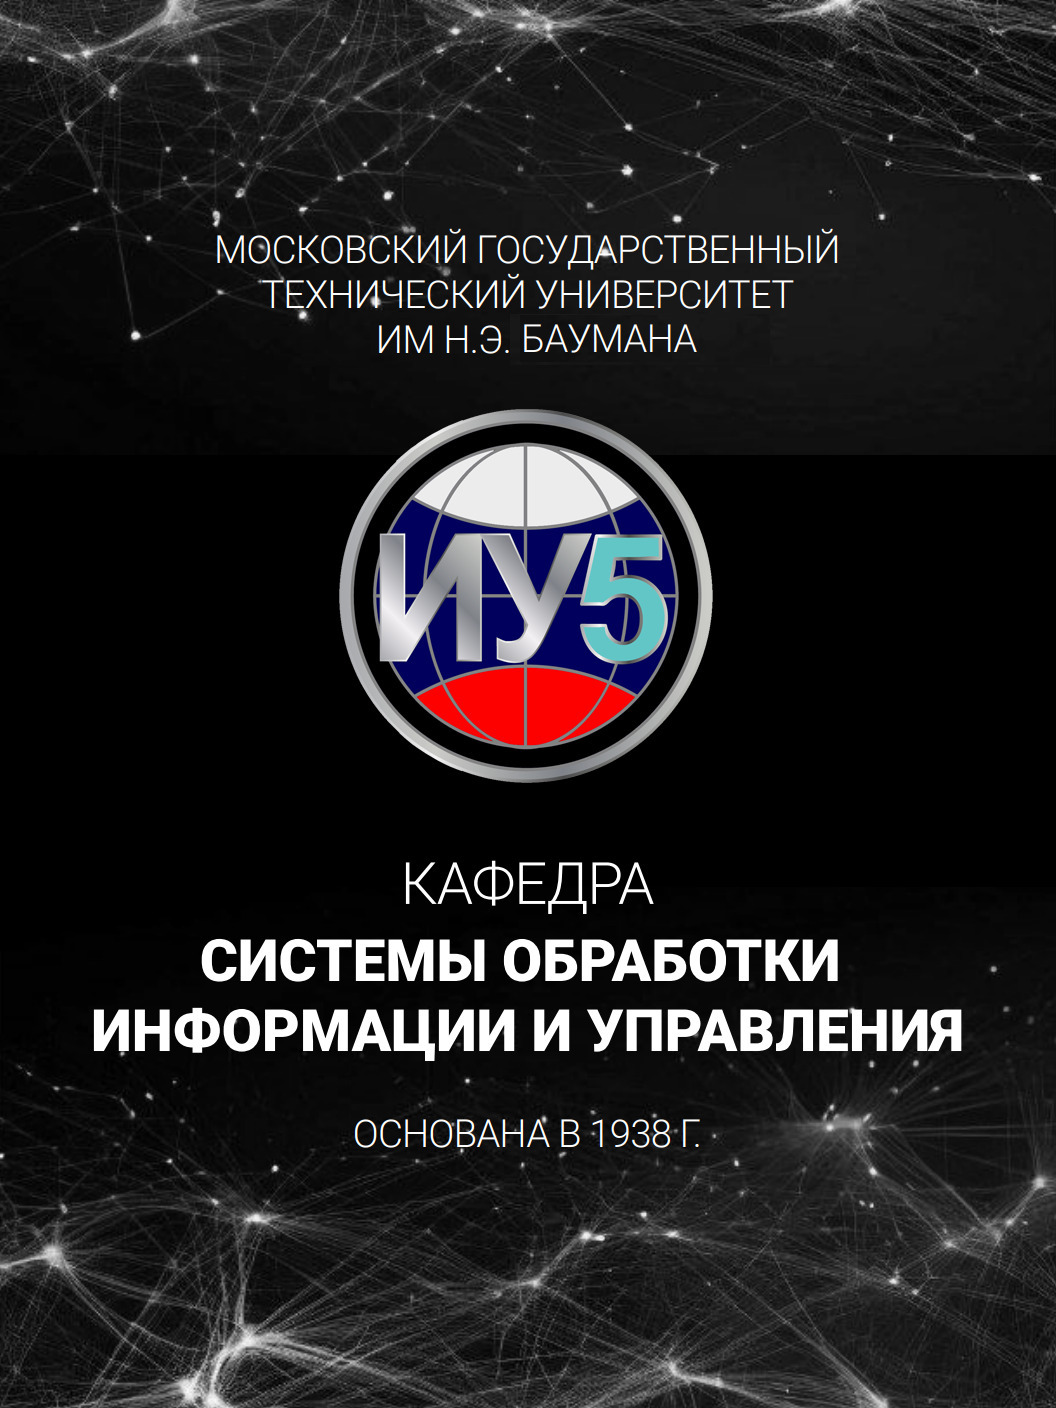 МОСКОВСКИЙ ГОСУДАРСТВЕННЫЙ
ТЕХНИЧЕСКИЙ УНИВЕРСИТЕТ
ИМ Н.Э. БАУМАНА
ИУ5
КАФЕДРА
СИСТЕМЫ ОБРАБОТКИ
ИНФОРМАЦИИ И УПРАВЛЕНИЯ
ОСНОВАНА В 1938 Г.